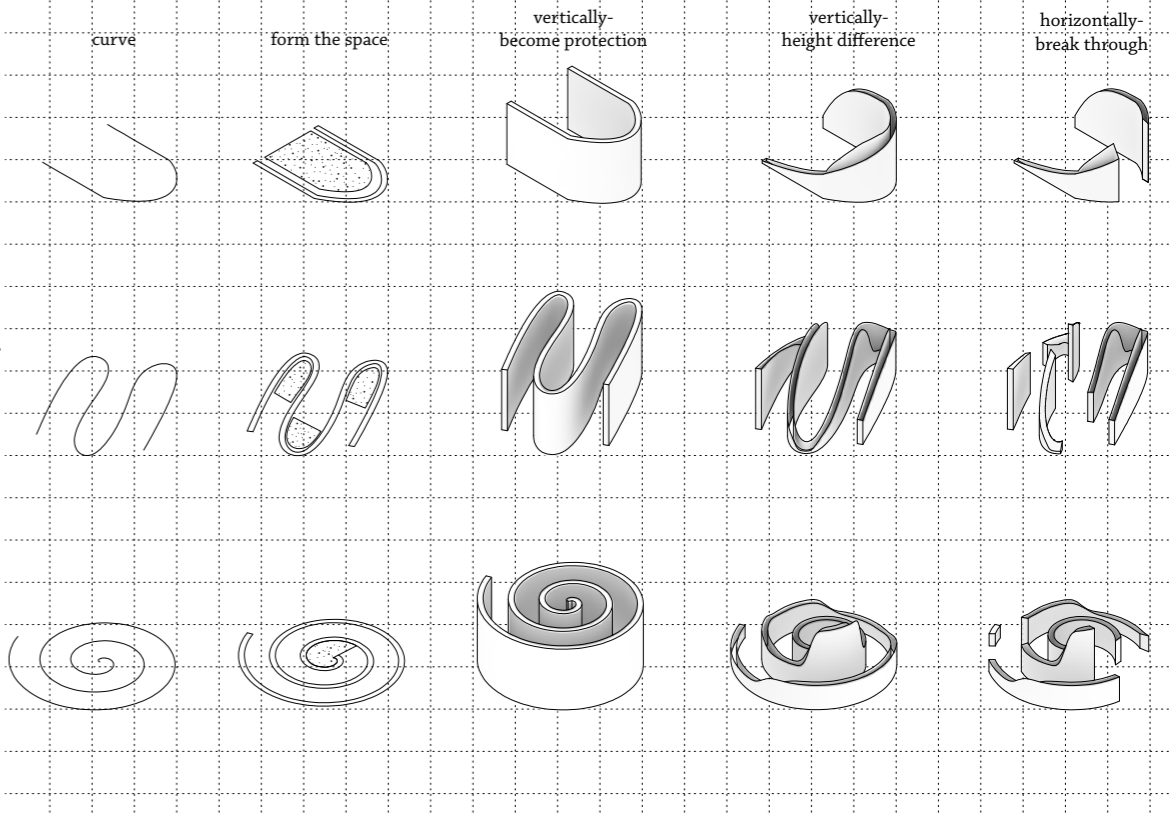 curve
form the space
vertically-
become protection
vertically-
height difference
horizontally-
break through